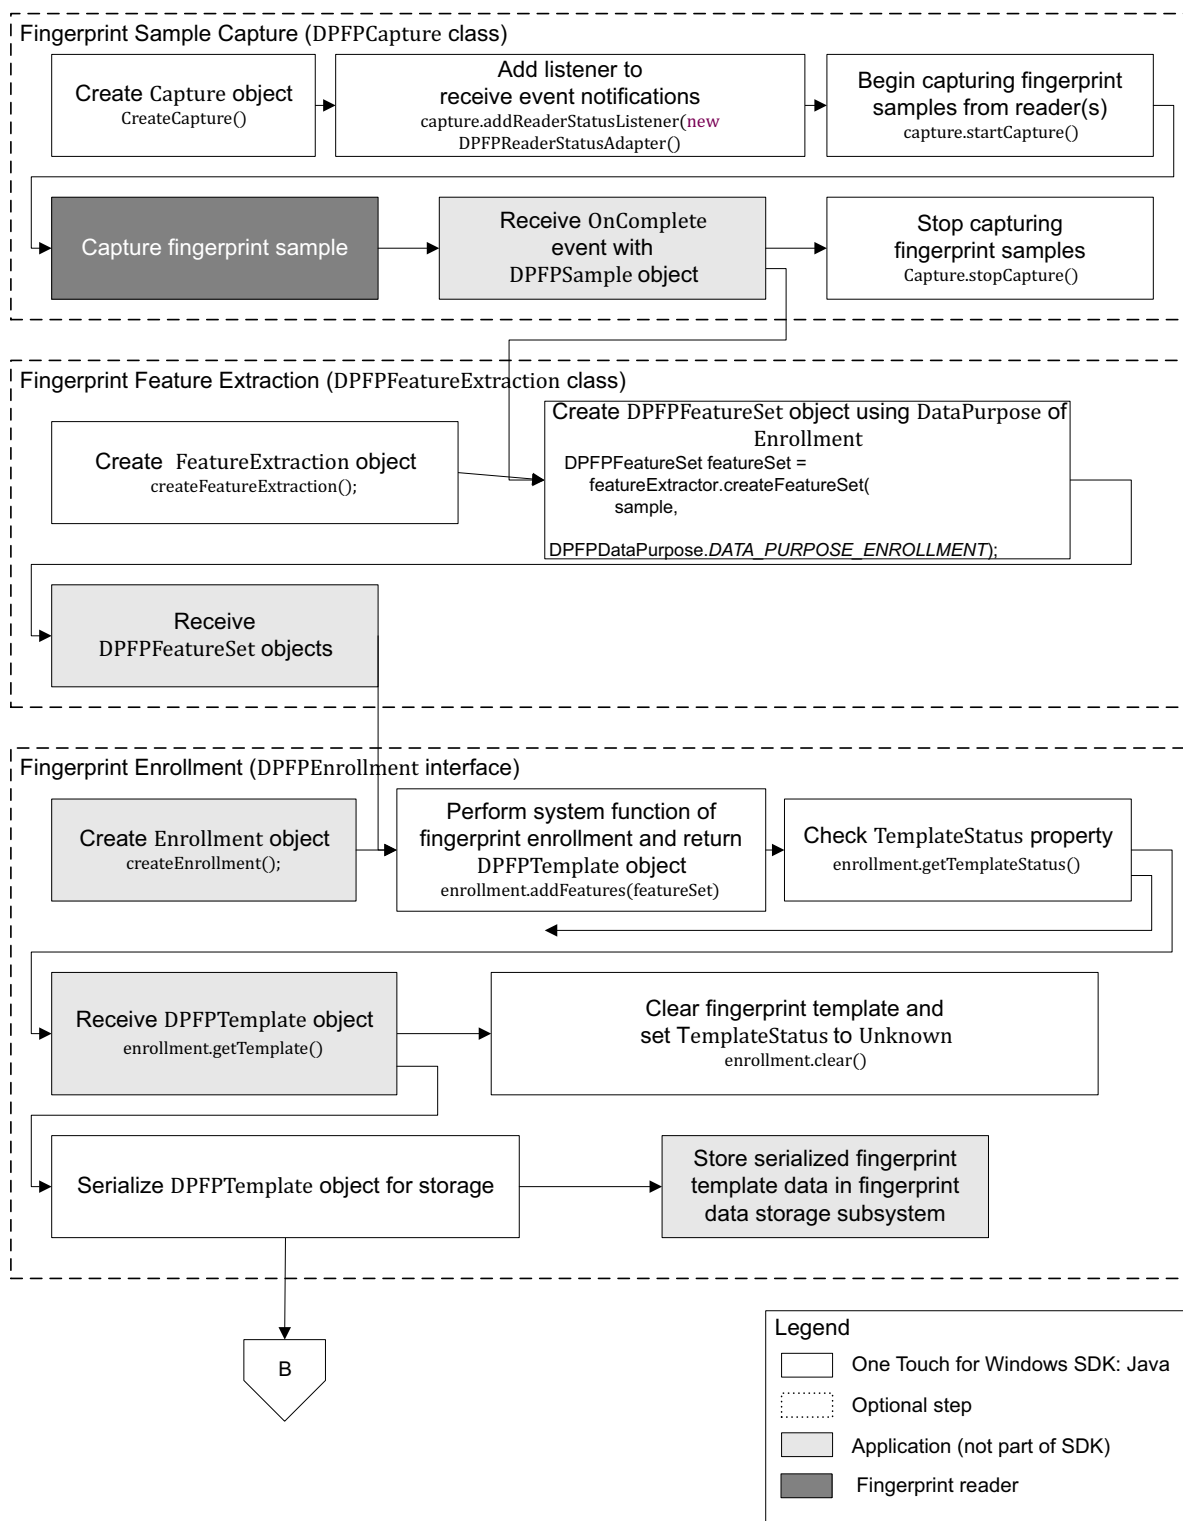 Fingerprint Sample Capture (DPFPCapture class)
Create Capture object
CreateCapture()
Add listener to
receive event notifications
capture.addReaderStatusListener(new
DPFPReaderStatusAdapter()
Begin capturing fingerprint
samples from reader(s)
capture.startCapture()
Capture fingerprint sample
Receive OnComplete
event with
DPFPSample object
Stop capturing
fingerprint samples
Capture.stopCapture()
Fingerprint Feature Extraction (DPFPFeatureExtraction class)
Create FeatureExtraction object
createFeatureExtraction();
Create DPFPFeatureSet object using DataPurpose of
Enrollment
DPFPFeatureSet featureSet =
featureExtractor.createFeatureSet(
sample,
DPFPDataPurpose.DATA_PURPOSE_ENROLLMENT);
Receive
DPFPFeatureSet objects
Fingerprint Enrollment (DPFPEnrollment interface)
Create Enrollment object
createEnrollment();
Perform system function of
fingerprint enrollment and return
DPFPTemplate object
enrollment.addFeatures(featureSet)
Check TemplateStatus property
enrollment.getTemplateStatus()
Receive DPFPTemplate object
enrollment.getTemplate()
Clear fingerprint template and
set TemplateStatus to Unknown
enrollment.clear()
Serialize DPFPTemplate object for storage
Store serialized fingerprint
template data in fingerprint
data storage subsystem
B
Legend
One Touch for Windows SDK: Java
Optional step
Application (not part of SDK)
Fingerprint reader